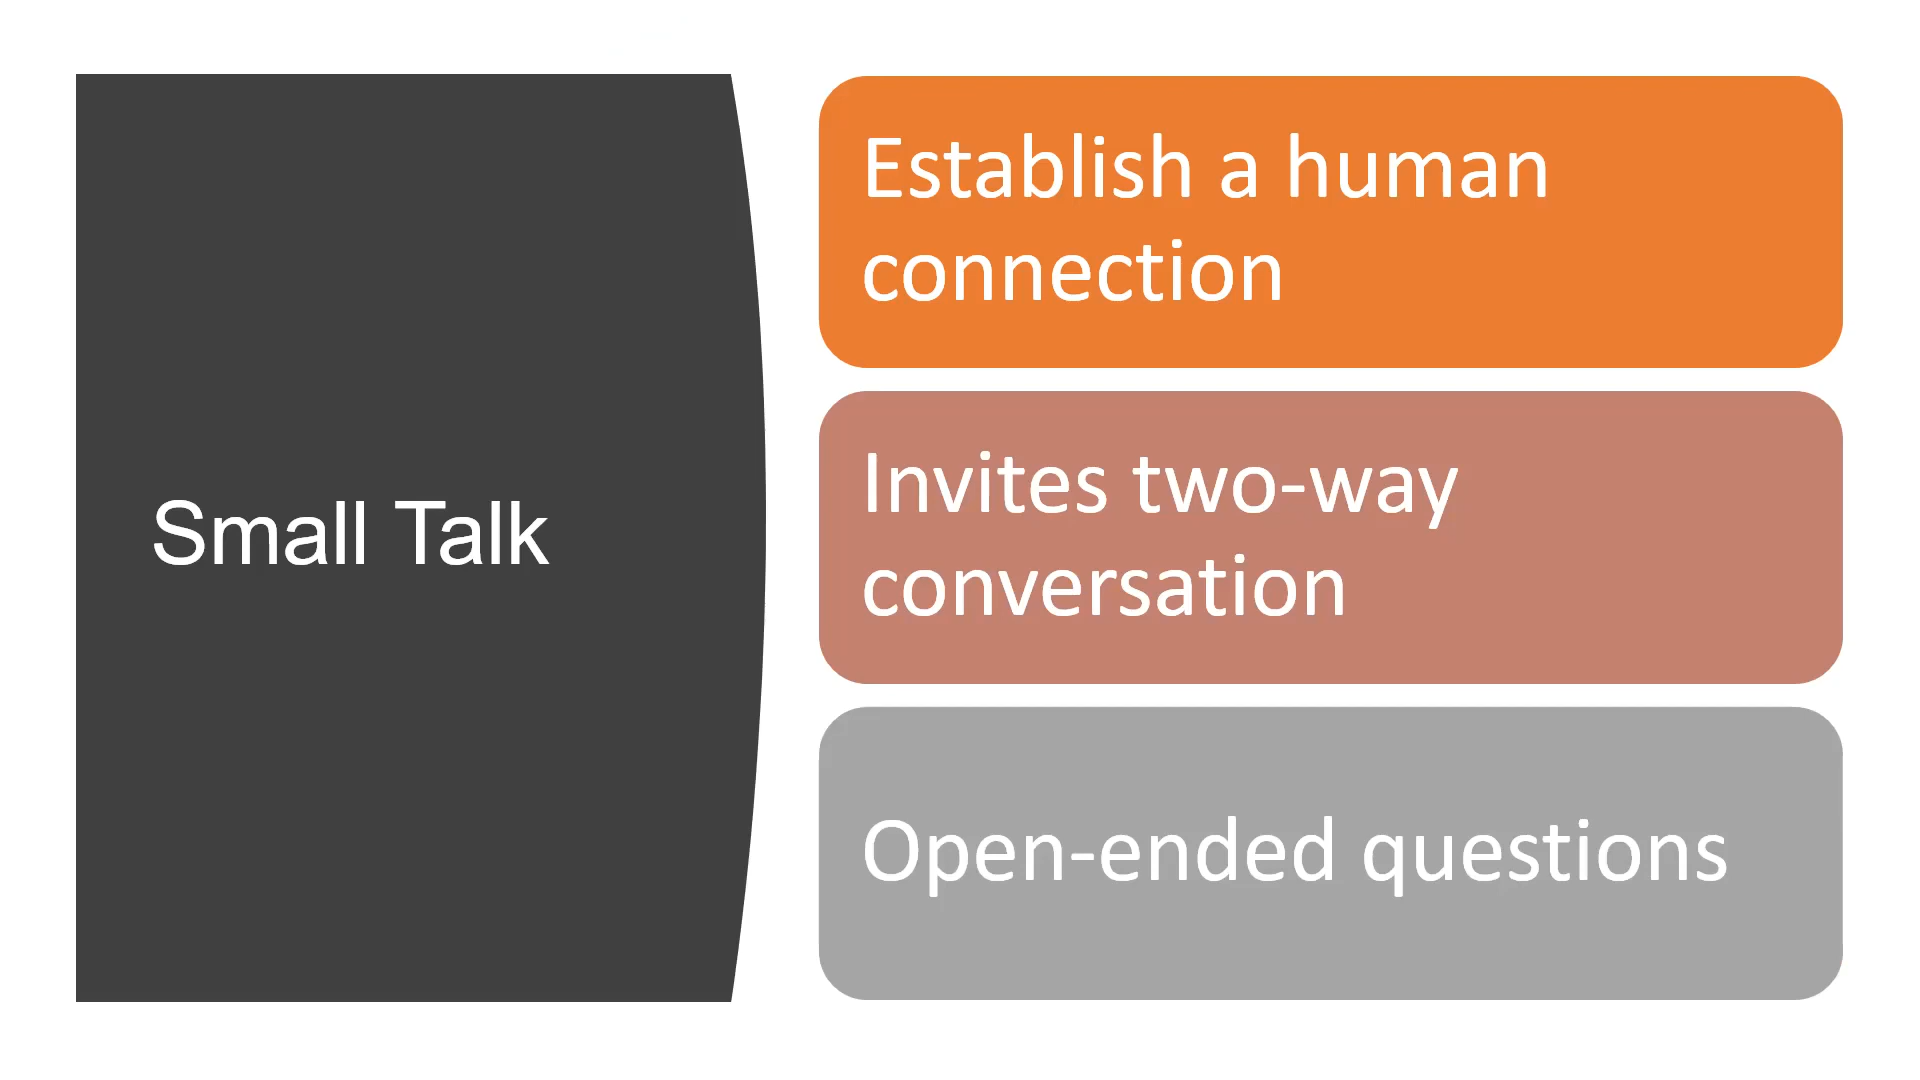 Small Talk
Establish a human
connection
Invites two-way
conversation
Open-ended questions